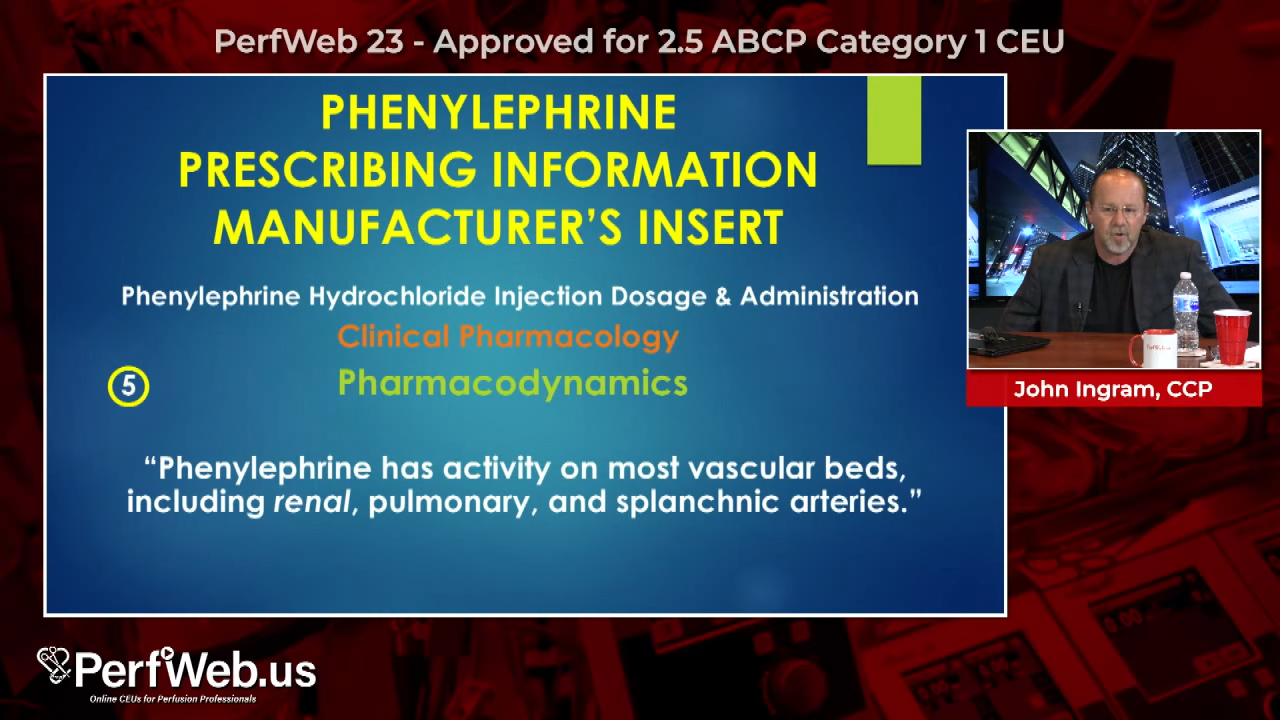 PerfWeb 23 - Approved for 2.5 ABCP Category 1 CEU
PHENYLEPHRINE
PRESCRIBING INFORMATION
MANUFACTURER’S INSERT
Phenylephrine Hydrochloride Injection Dosage & Administration
Clinical Pharmacology
5
Pharmacodynamics
“Phenylephrine has activity on most vascular beds,
including renal, pulmonary, and splanchnic arteries.”
John Ingram, CCP
PerfWeb.us
Online CEUs for Perfusion Professionals